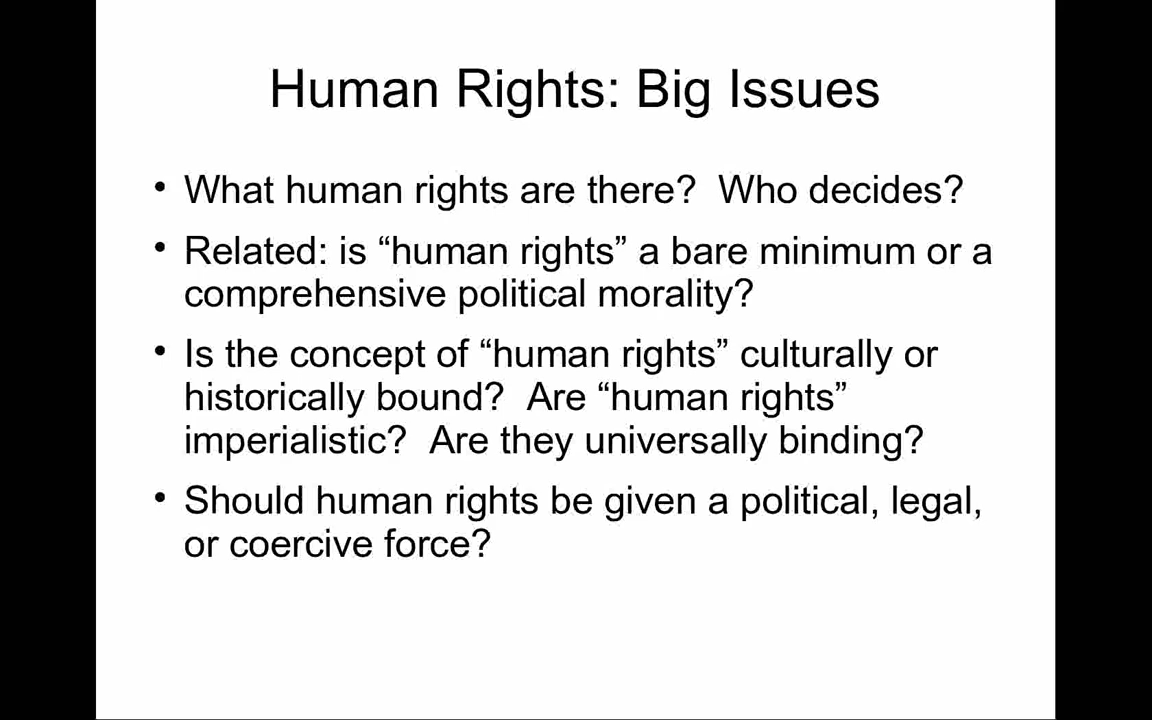 Human Rights: Big Issues
• What human rights are there?  Who decides?
• Related: is “human rights” a bare minimum or a
comprehensive political morality?
• Is the concept of “human rights” culturally or
historically bound?  Are “human rights”
imperialistic?  Are they universally binding?
• Should human rights be given a political, legal,
or coercive force?